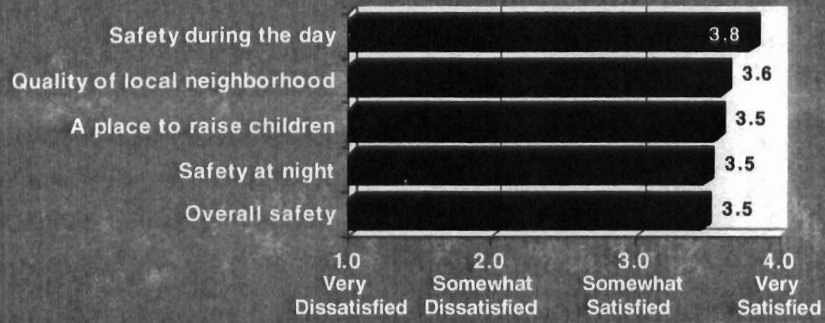 Safety during the day 3.8
Quality of local neighborhood 3.6
A place to raise children 3.5
Safety at night 3.5
Overall safety 3.5
1.0 2.0 3.0 4.0
Very Somewhat Somewhat Very
Dissatisfied Dissatisfied Satisfied Satisfied